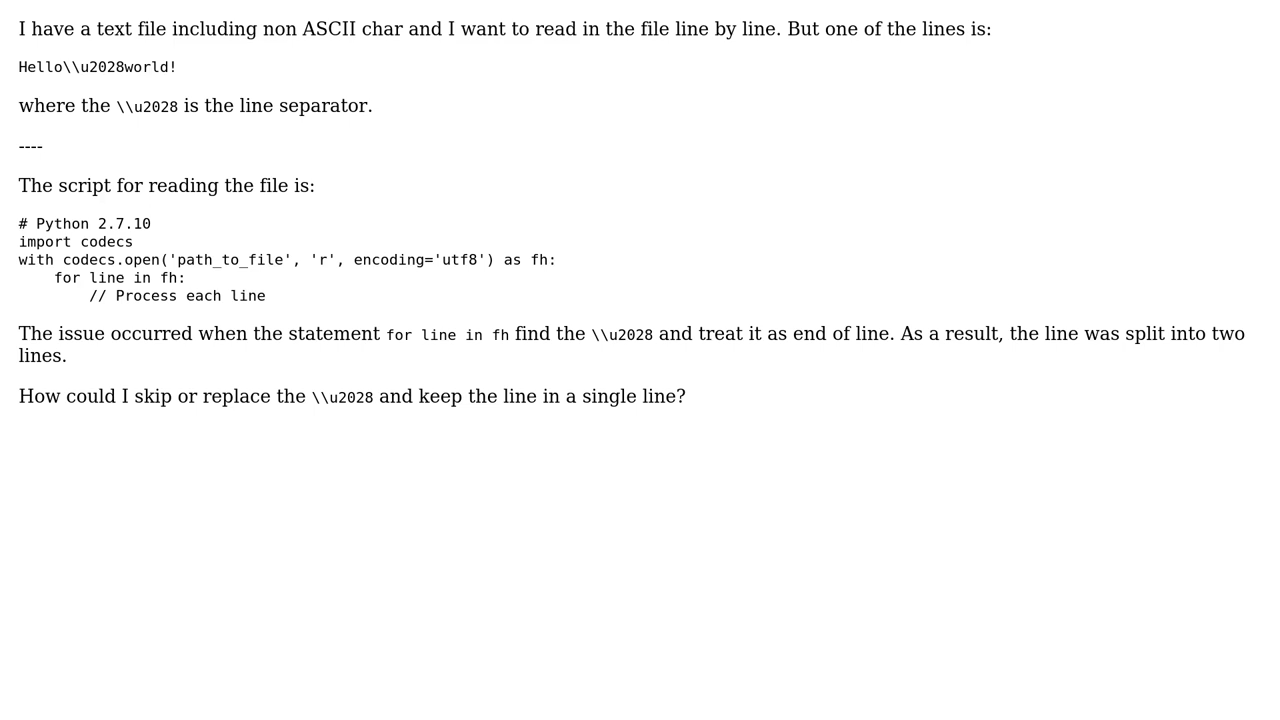 I have a text file including non ASCII char and I want to read in the file line by line. But one of the lines is:
Hello\\u2028world!
where the \\u2028 is the line separator.
----
The script for reading the file is:
# Python 2.7.10
import codecs
with codecs.open('path_to_file', 'r', encoding='utf8') as fh:
    for line in fh:
        // Process each line
The issue occurred when the statement for line in fh find the \\u2028 and treat it as end of line. As a result, the line was split into two
lines.
How could I skip or replace the \\u2028 and keep the line in a single line?